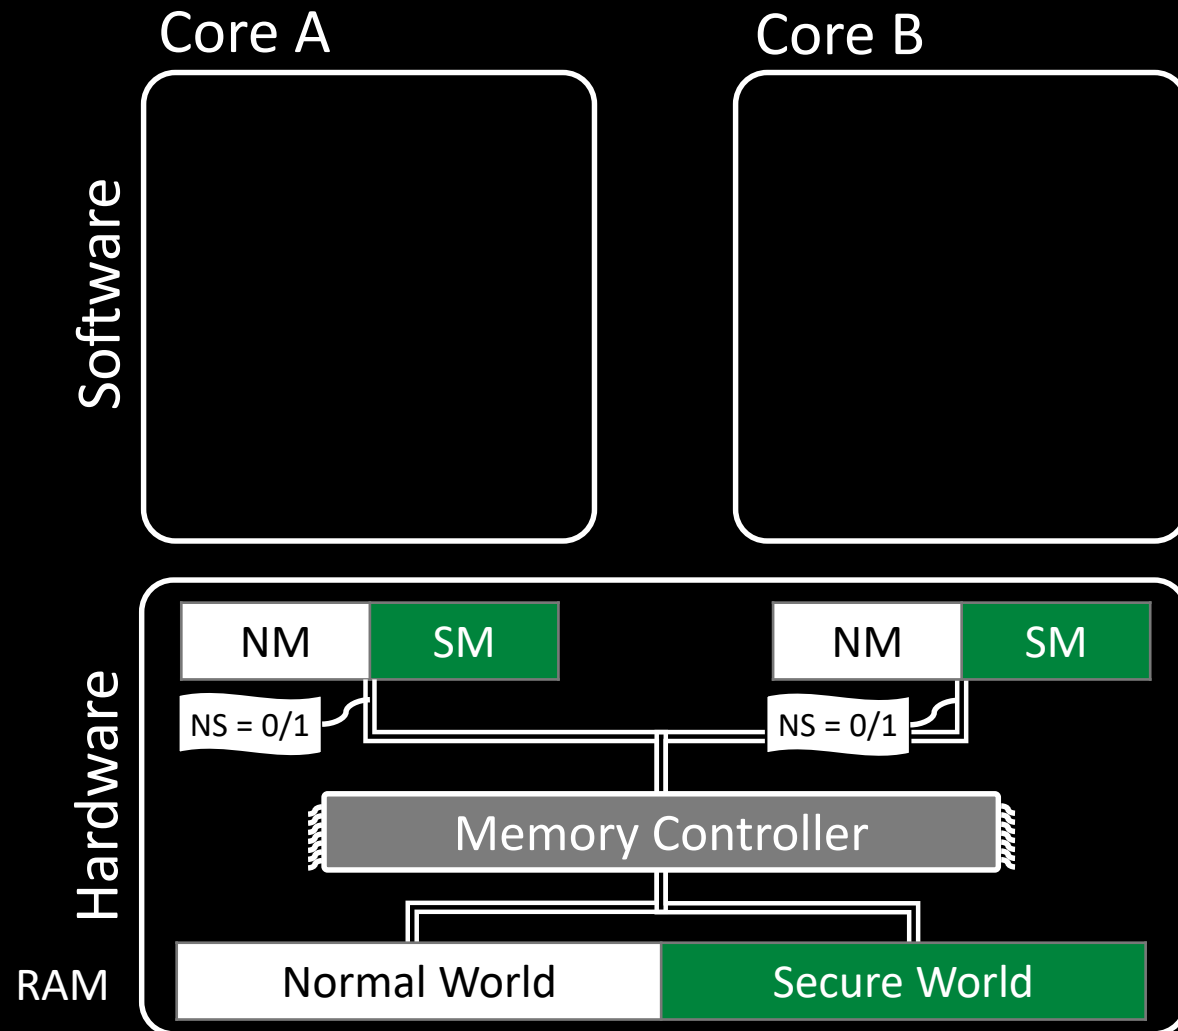 Core A
Core B
Software
Hardware
NM
SM
NM
SM
NS = 0/1
NS = 0/1
Memory Controller
RAM
Normal World
Secure World